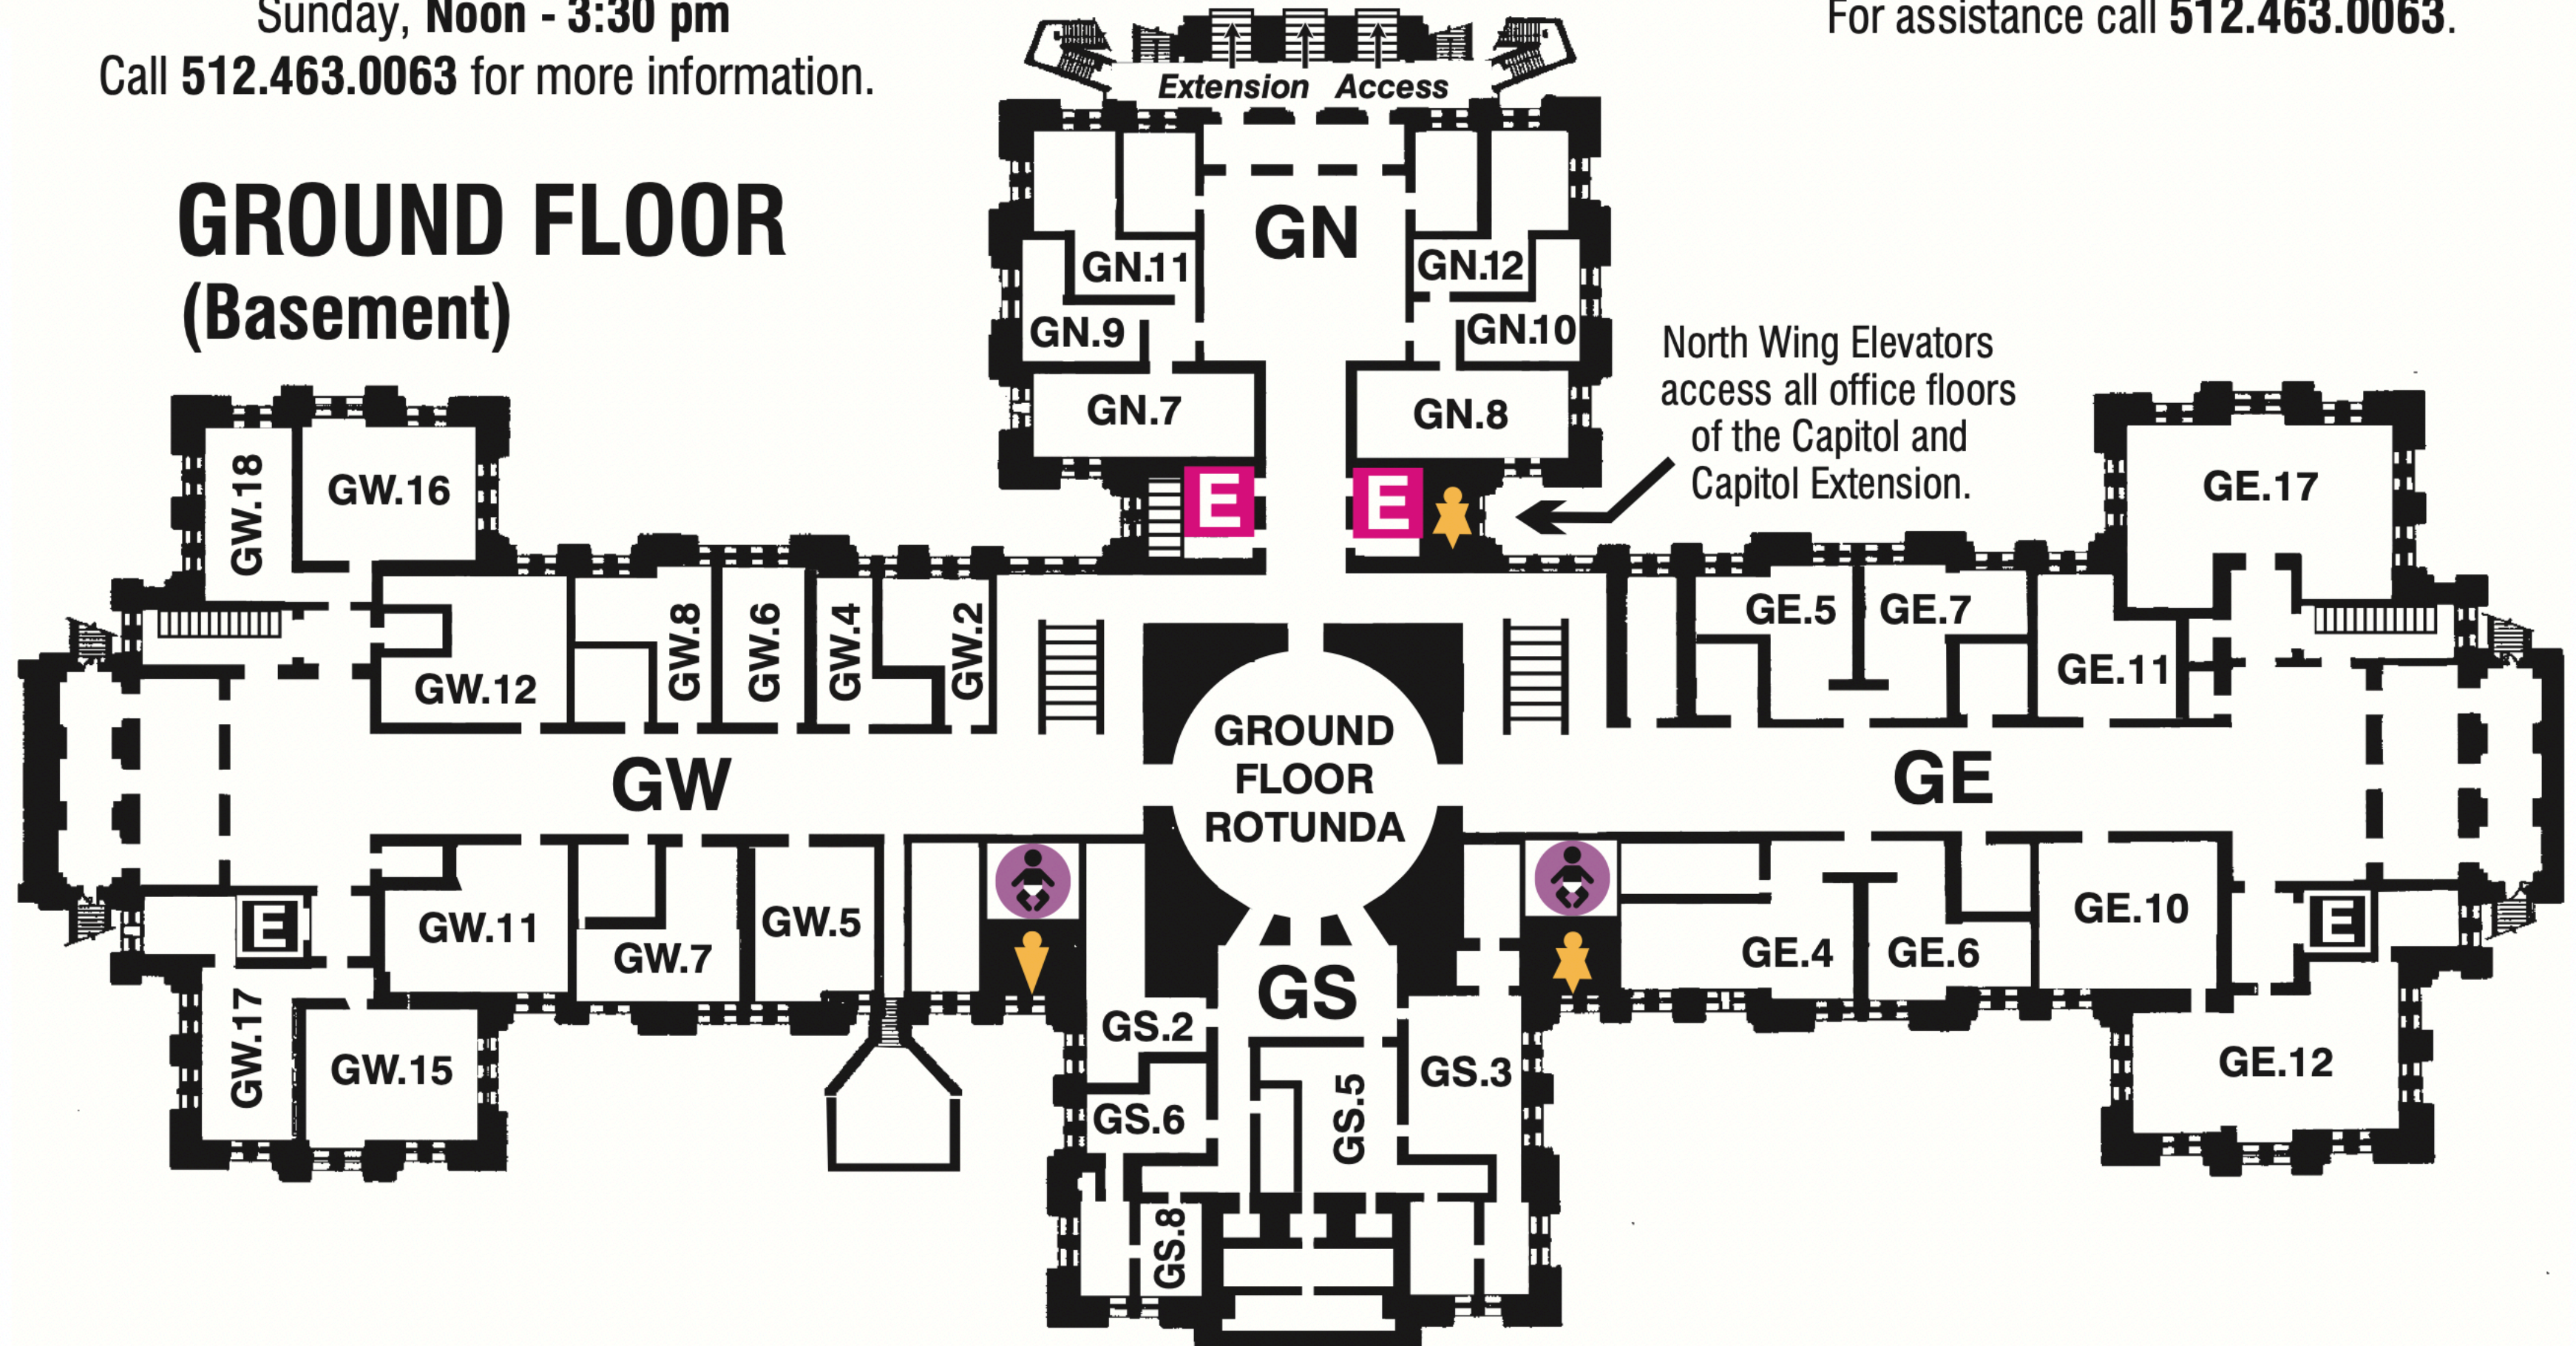 Sunday, Noon - 3:30 pm
Call 512.463.0063 for more information.
For assistance call 512.463.0063.
GROUND FLOOR
(Basement)
Extension Access
GN
GN.11
GN.12
GN.9
GN.10
GN.7
GN.8
E
E
North Wing Elevators
access all office floors
of the Capitol and
Capitol Extension.
GW.18
GW.16
GW.12
GW.8
GW.6
GW.4
GW.2
GE.5
GE.7
GE.11
GE.17
GW
GROUND
FLOOR
ROTUNDA
GE
E
GW.11
GW.7
GW.5
GW.17
GW.15
GS
GS.2
GS.6
GS.5
GS.3
GS.8
GE.4
GE.6
GE.10
E
GE.12